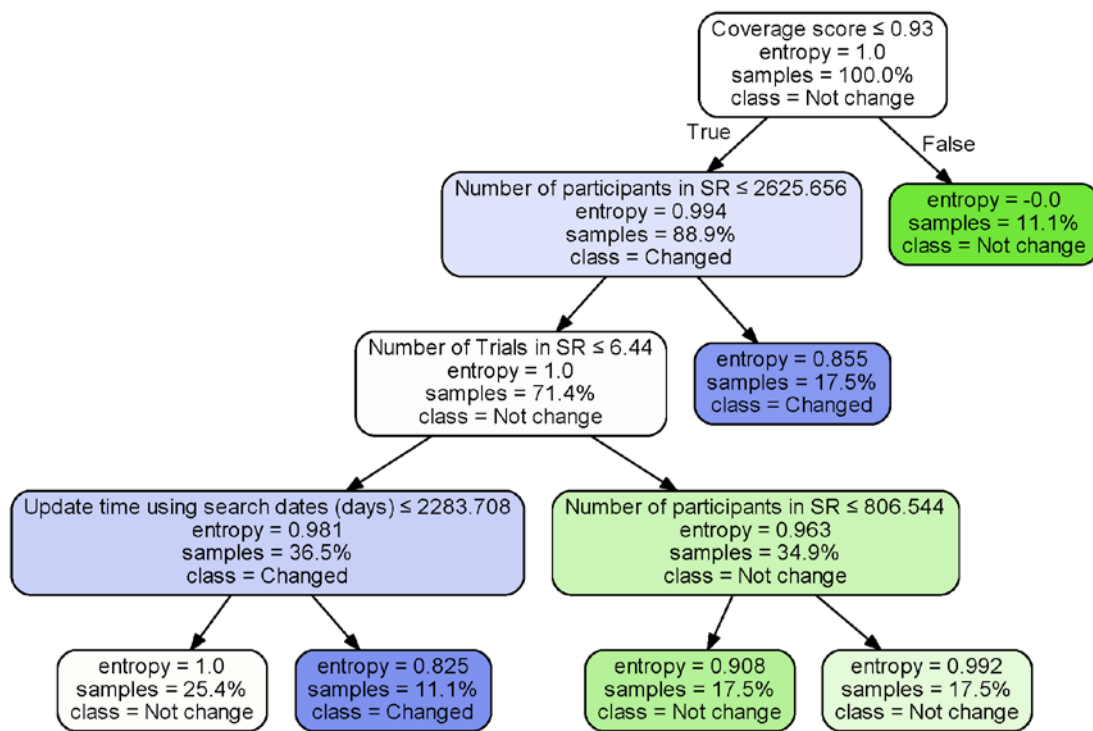 Coverage score ≤ 0.93
entropy = 1.0
samples = 100.0%
class = Not change
True
False
Number of participants in SR ≤ 2625.656
entropy = 0.994
samples = 88.9%
class = Changed
entropy = -0.0
samples = 11.1%
class = Not change
Number of Trials in SR ≤ 6.44
entropy = 1.0
samples = 71.4%
class = Not change
entropy = 0.855
samples = 17.5%
class = Changed
Update time using search dates (days) ≤ 2283.708
entropy = 0.981
samples = 36.5%
class = Changed
Number of participants in SR ≤ 806.544
entropy = 0.963
samples = 34.9%
class = Not change
entropy = 1.0
samples = 25.4%
class = Not change
entropy = 0.825
samples = 11.1%
class = Changed
entropy = 0.908
samples = 17.5%
class = Not change
entropy = 0.992
samples = 17.5%
class = Not change